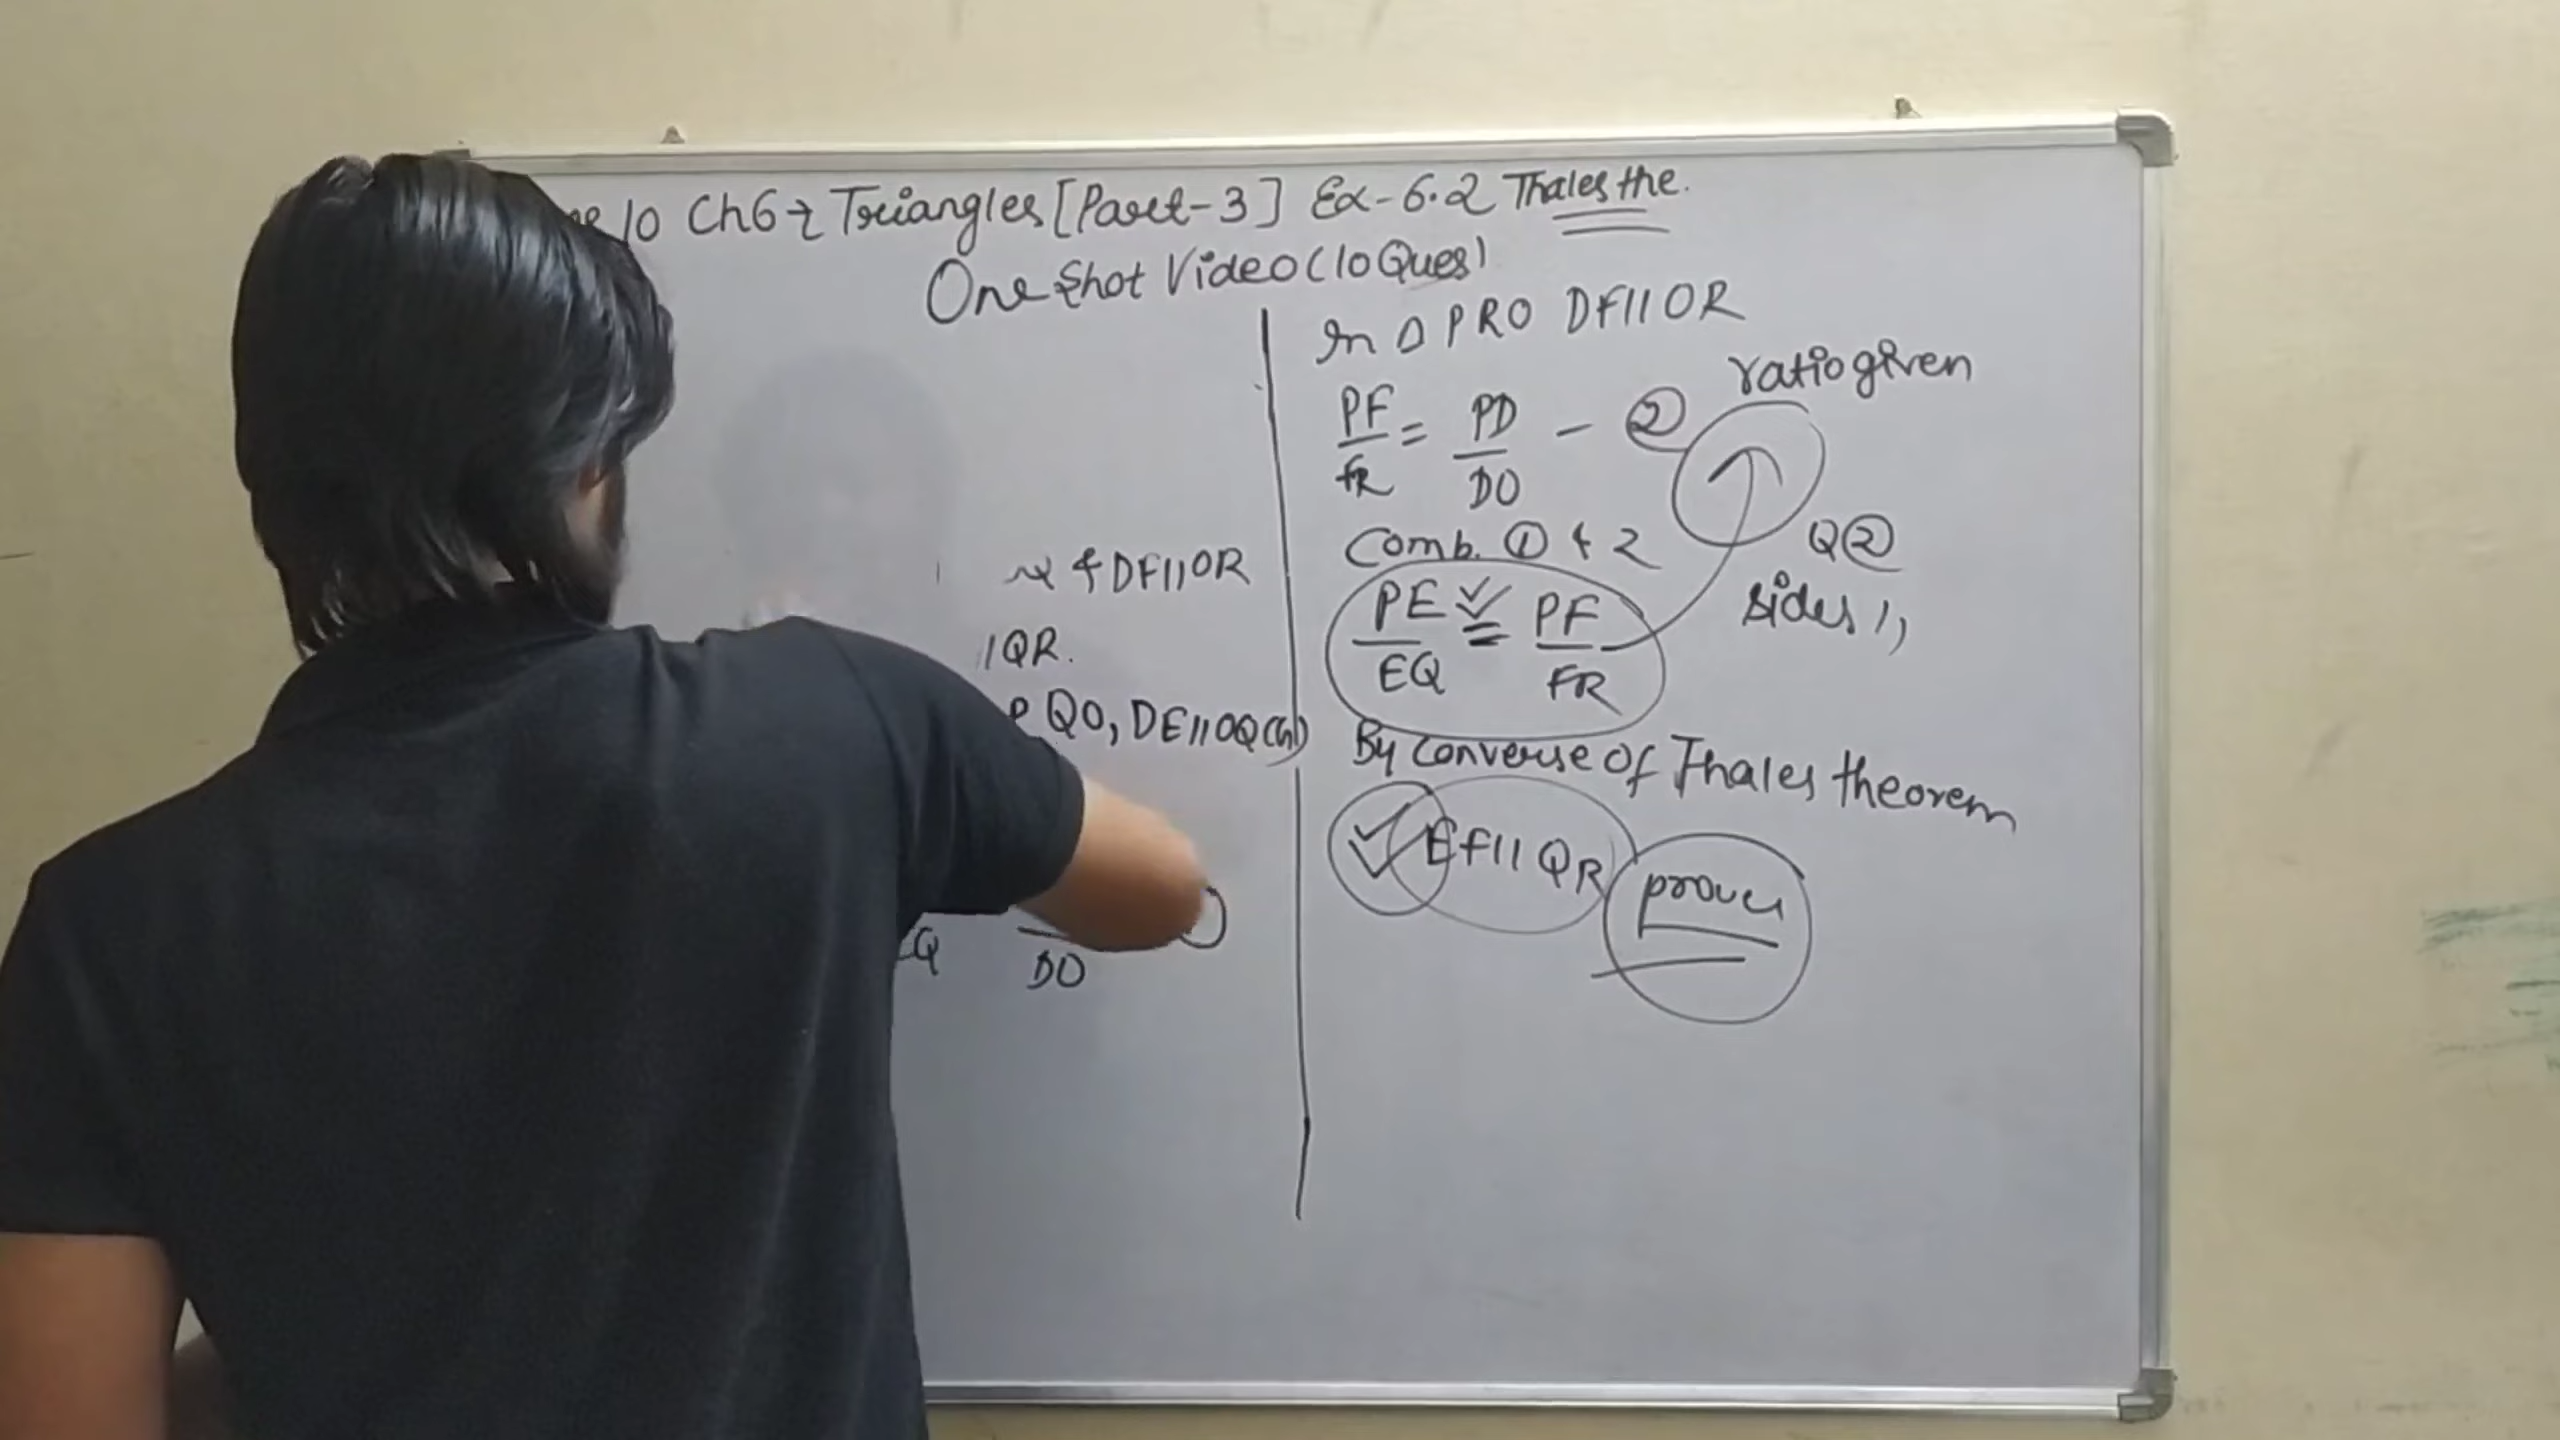 10 Ch6 → Triangles [Part-3] Ex-6.2 Thales the.
One Shot Video (10 Ques)
& DF||OR
QR.
QO, DE||OQ
EQ DO
In Δ PRO DF||OR
PF/FR = PD/DO - ②
ratio given
Comb. ① & 2
PE/EQ = PF/FR
Q②
sides ||
By converse of Thales theorem
EF||QR